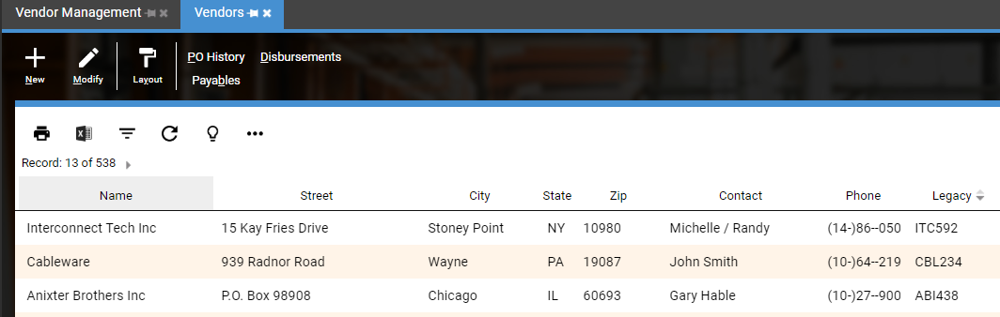 Vendor Management Vendors
New Modify Layout PO History Disbursements
Payables
Record: 13 of 538
Name Street City State Zip Contact Phone Legacy
Interconnect Tech Inc 15 Kay Fries Drive Stoney Point NY 10980 Michelle / Randy (14-)86--050 ITC592
Cableware 939 Radnor Road Wayne PA 19087 John Smith (10-)64--219 CBL234
Anixter Brothers Inc P.O. Box 98908 Chicago IL 60693 Gary Hable (10-)27--900 ABI438